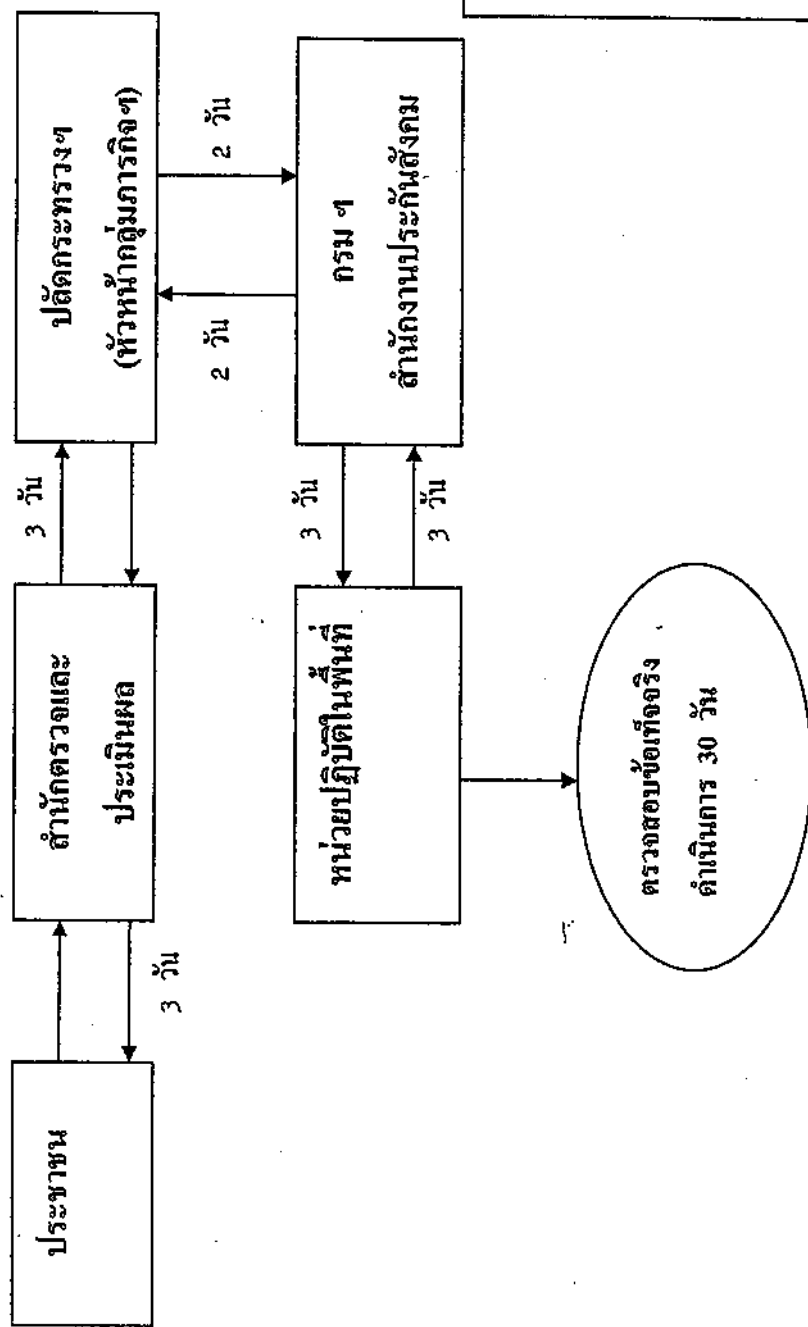 ประชาชน
3 วัน
สำนักตรวจและ
ประเมินผล
3 วัน
ปลัดกระทรวงฯ
(หัวหน้ากลุ่มภารกิจฯ)
2 วัน
2 วัน
กรม ฯ
สำนักงานประกันสังคม
3 วัน
3 วัน
หน่วยปฏิบัติในพื้นที่
ตรวจสอบข้อเท็จจริง
ดำเนินการ 30 วัน